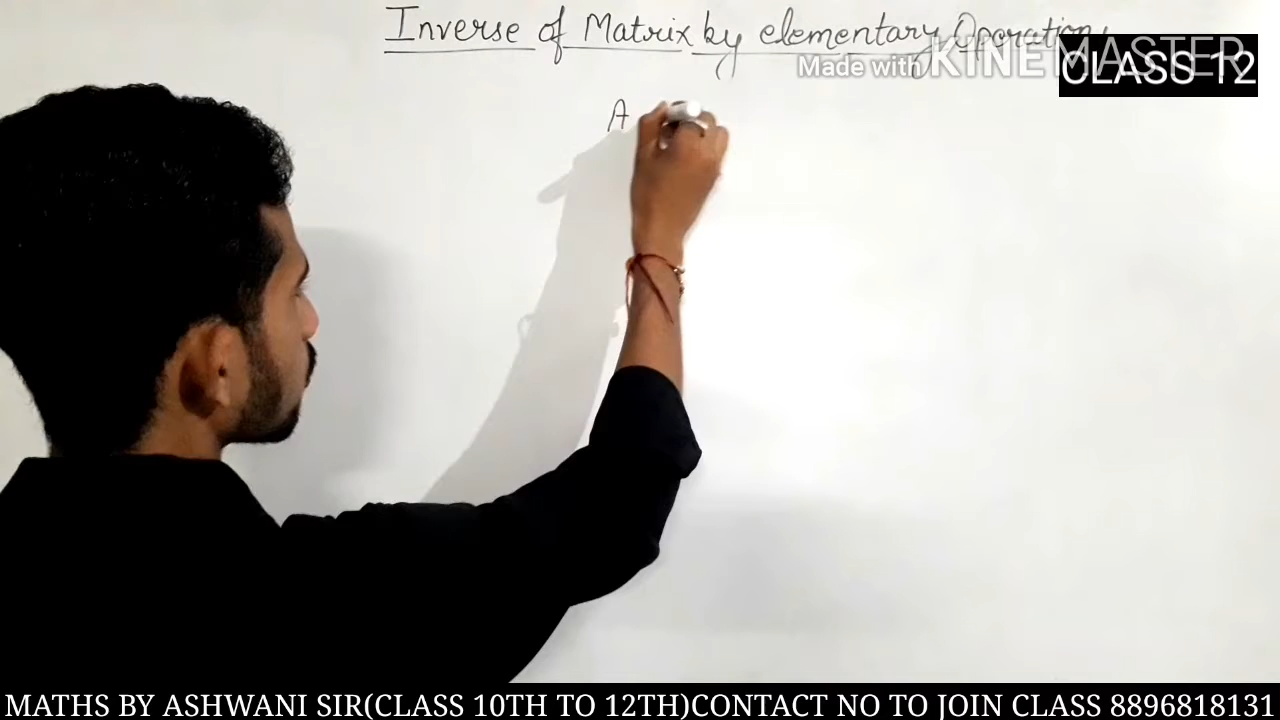 Inverse of Matrix by elementary Operation,
Made with KINEMASTER
CLASS 12
A
MATHS BY ASHWANI SIR(CLASS 10TH TO 12TH)CONTACT NO TO JOIN CLASS 8896818131